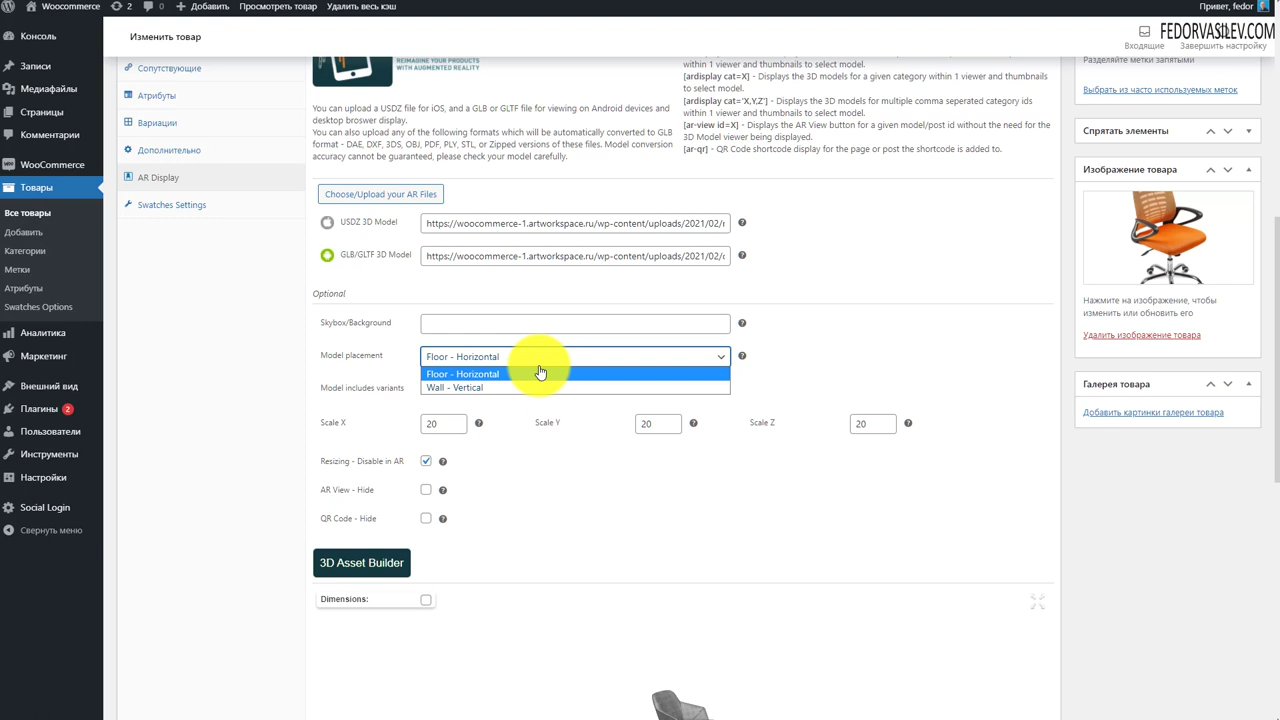 Woocommerce
2
0
Добавить
Просмотреть товар
Удалить весь кэш
Привет, fedor
Изменить товар
FEDORVASILEV.COM
Входящие
Завершить настройку
Консоль
Записи
Медиафайлы
Страницы
Комментарии
WooCommerce
Товары
Все товары
Добавить
Категории
Метки
Атрибуты
Swatches Options
Аналитика
Маркетинг
Внешний вид
Плагины 2
Пользователи
Инструменты
Настройки
Social Login
Свернуть меню
Сопутствующие
Атрибуты
Вариации
Дополнительно
AR Display
Swatches Settings
REIMAGINE YOUR PRODUCTS
WITH AUGMENTED REALITY
You can upload a USDZ file for iOS, and a GLB or GLTF file for viewing on Android devices and
desktop broswer display.
You can also upload any of the following formats which will be automatically converted to GLB
format - DAE, DXF, 3DS, OBJ, PDF, PLY, STL, or Zipped versions of these files. Model conversion
accuracy cannot be guaranteed, please check your model carefully.
within 1 viewer and thumbnails to select model.
[ardisplay cat=X] - Displays the 3D models for a given category within 1 viewer and thumbnails
to select model.
[ardisplay cat='X,Y,Z'] - Displays the 3D models for multiple comma seperated category ids
within 1 viewer and thumbnails to select model.
[ar-view id=X] - Displays the AR View button for a given model/post id without the need for the
3D Model viewer being displayed.
[ar-qr] - QR Code shortcode display for the page or post the shortcode is added to.
Choose/Upload your AR Files
USDZ 3D Model
https://woocommerce-1.artworkspace.ru/wp-content/uploads/2021/02/r
GLB/GLTF 3D Model
https://woocommerce-1.artworkspace.ru/wp-content/uploads/2021/02/c
Optional
Skybox/Background
Model placement
Floor - Horizontal
Floor - Horizontal
Wall - Vertical
Model includes variants
Scale X 20
Scale Y 20
Scale Z 20
Resizing - Disable in AR
AR View - Hide
QR Code - Hide
3D Asset Builder
Dimensions:
Разделяйте метки запятыми
Выбрать из часто используемых меток
Спрятать элементы
Изображение товара
Нажмите на изображение, чтобы
изменить или обновить его
Удалить изображение товара
Галерея товара
Добавить картинки галереи товара